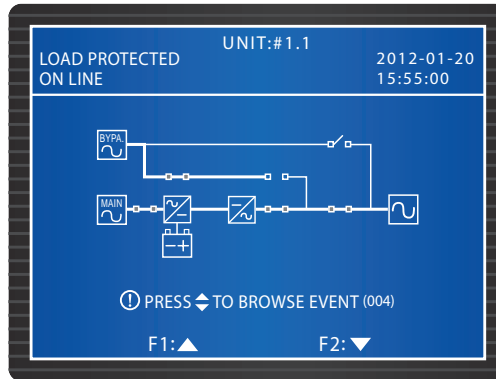 UNIT:#1.1
LOAD PROTECTED
ON LINE
2012-01-20
15:55:00
BYPA.
MAIN
PRESS TO BROWSE EVENT (004)
F1:
F2: